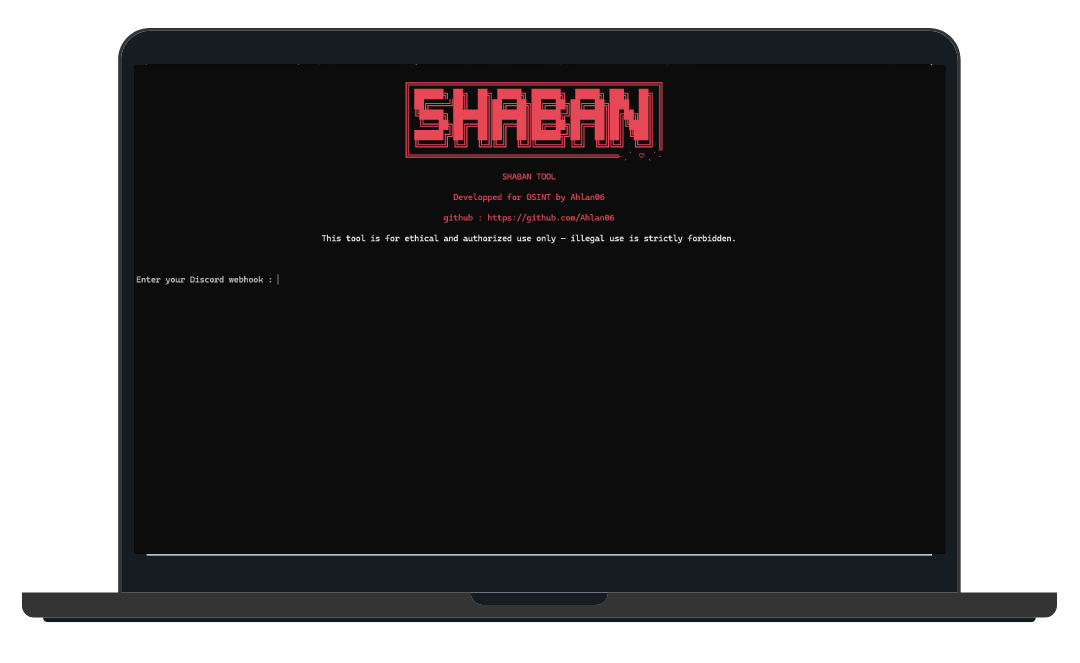 SHABAN
SHABAN TOOL
Developped for OSINT by Ahlan06
github : https://github.com/Ahlan06
This tool is for ethical and authorized use only – illegal use is strictly forbidden.
Enter your Discord webhook :